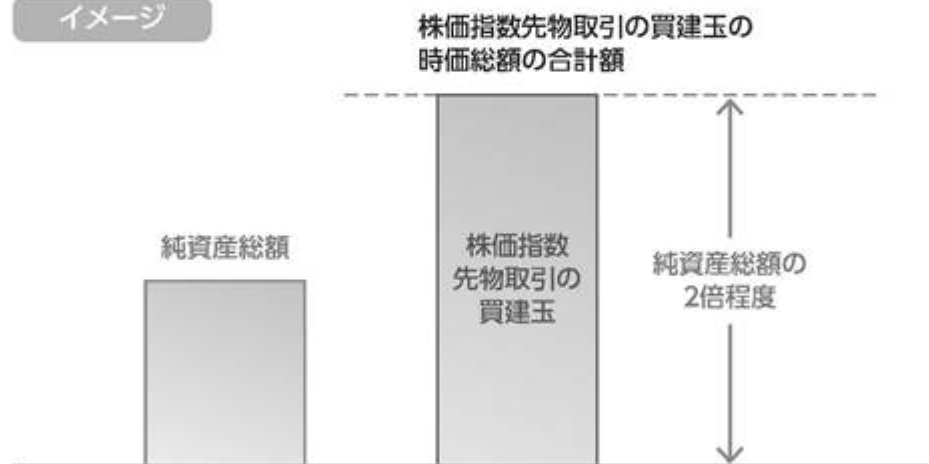 イメージ
株価指数先物取引の買建玉の
時価総額の合計額
純資産総額
株価指数
先物取引の
買建玉
純資産総額の
2倍程度